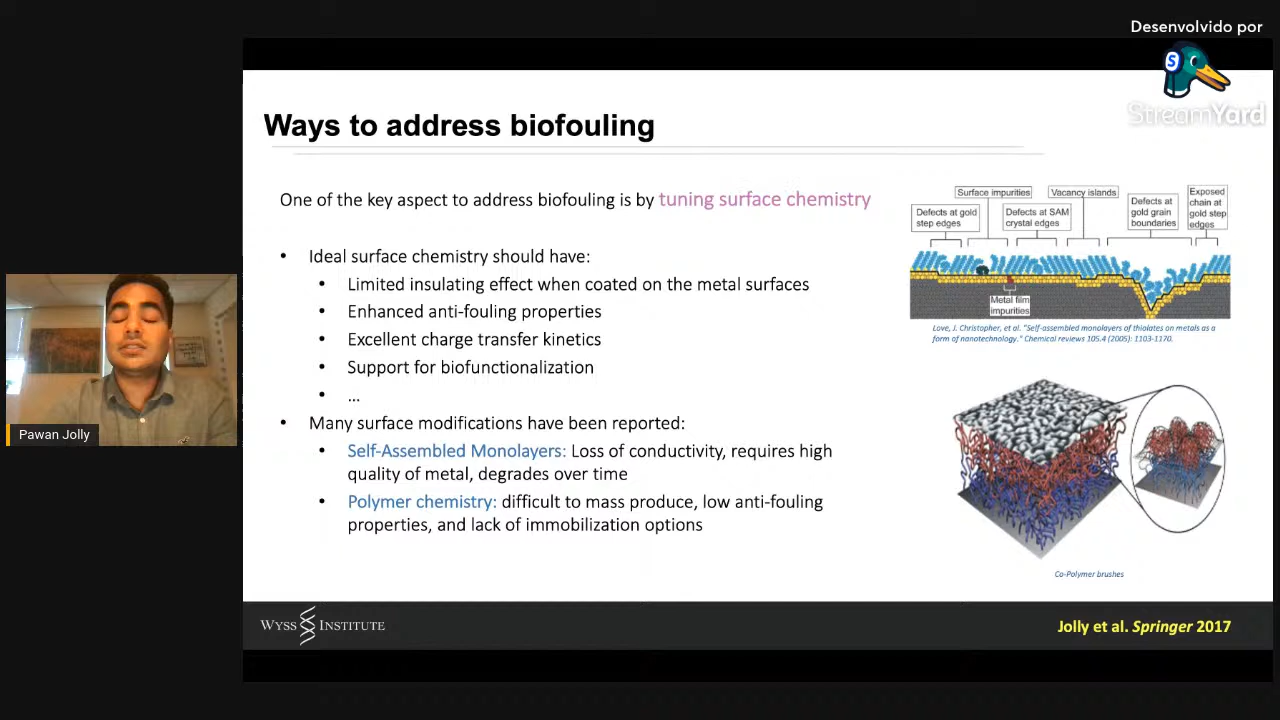 Desenvolvido por
S
StreamYard
Ways to address biofouling
One of the key aspect to address biofouling is by tuning surface chemistry
• Ideal surface chemistry should have:
• Limited insulating effect when coated on the metal surfaces
• Enhanced anti-fouling properties
• Excellent charge transfer kinetics
• Support for biofunctionalization
• ...
• Many surface modifications have been reported:
• Self-Assembled Monolayers: Loss of conductivity, requires high
quality of metal, degrades over time
• Polymer chemistry: difficult to mass produce, low anti-fouling
properties, and lack of immobilization options
Surface impurities
Vacancy islands
Defects at gold
step edges
Defects at SAM
crystal edges
Defects at
gold grain
boundaries
Exposed
chain at
gold step
edges
Metal film
impurities
Love, J. Christopher, et al. "Self-assembled monolayers of thiolates on metals as a
form of nanotechnology." Chemical reviews 105.4 (2005): 1103-1170.
Co-Polymer brushes
Pawan Jolly
WYSS INSTITUTE
Jolly et al. Springer 2017